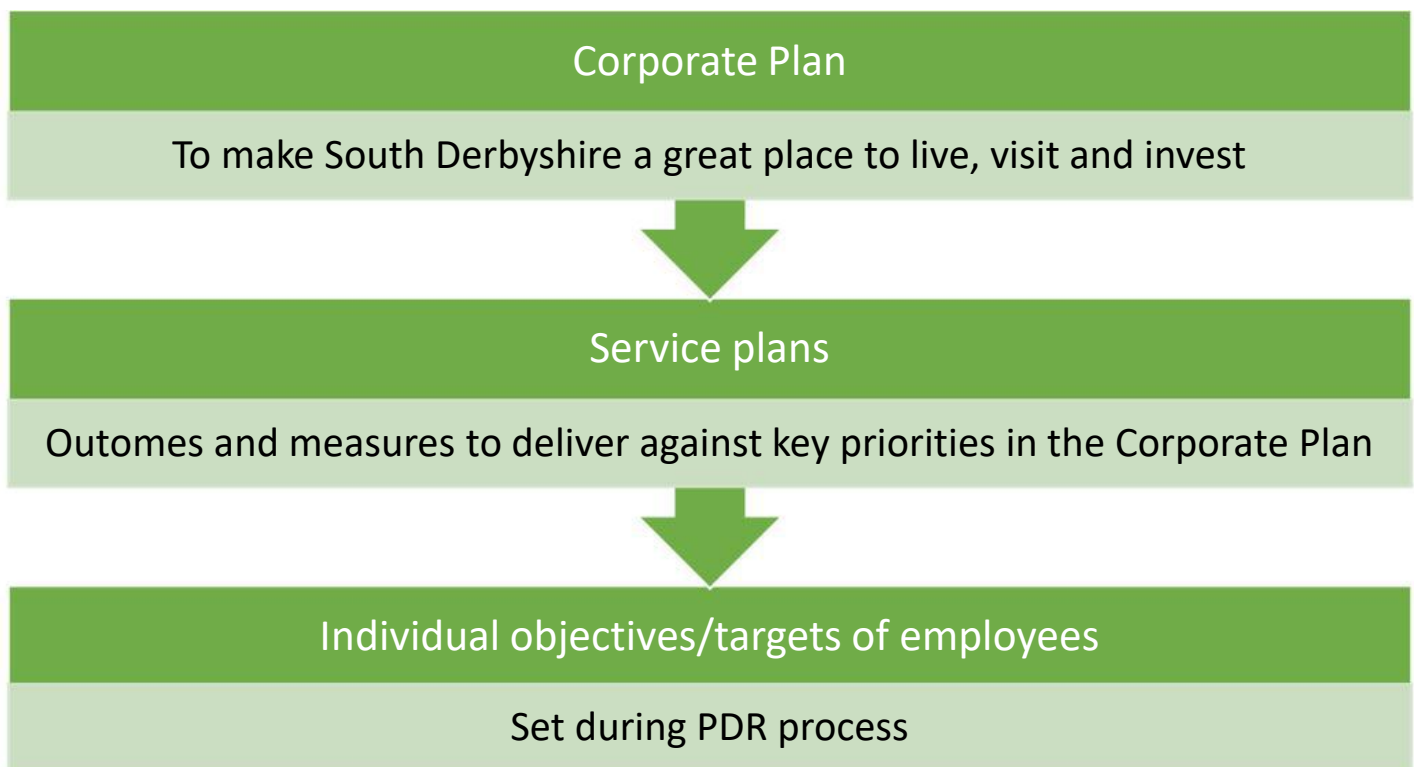 Corporate Plan
To make South Derbyshire a great place to live, visit and invest
Service plans
Outomes and measures to deliver against key priorities in the Corporate Plan
Individual objectives/targets of employees
Set during PDR process